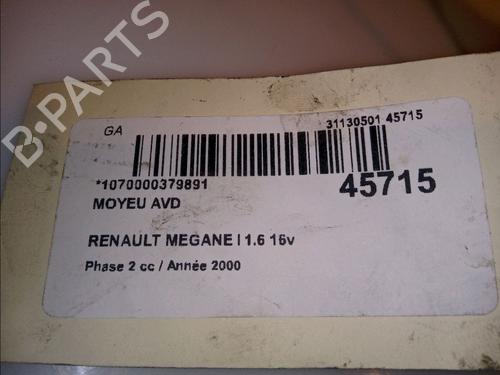 B-PARTS
GA
31130501 45715
*1070000379891
45715
MOYEU AVD
RENAULT MEGANE I 1.6 16v
Phase 2 cc / Année 2000